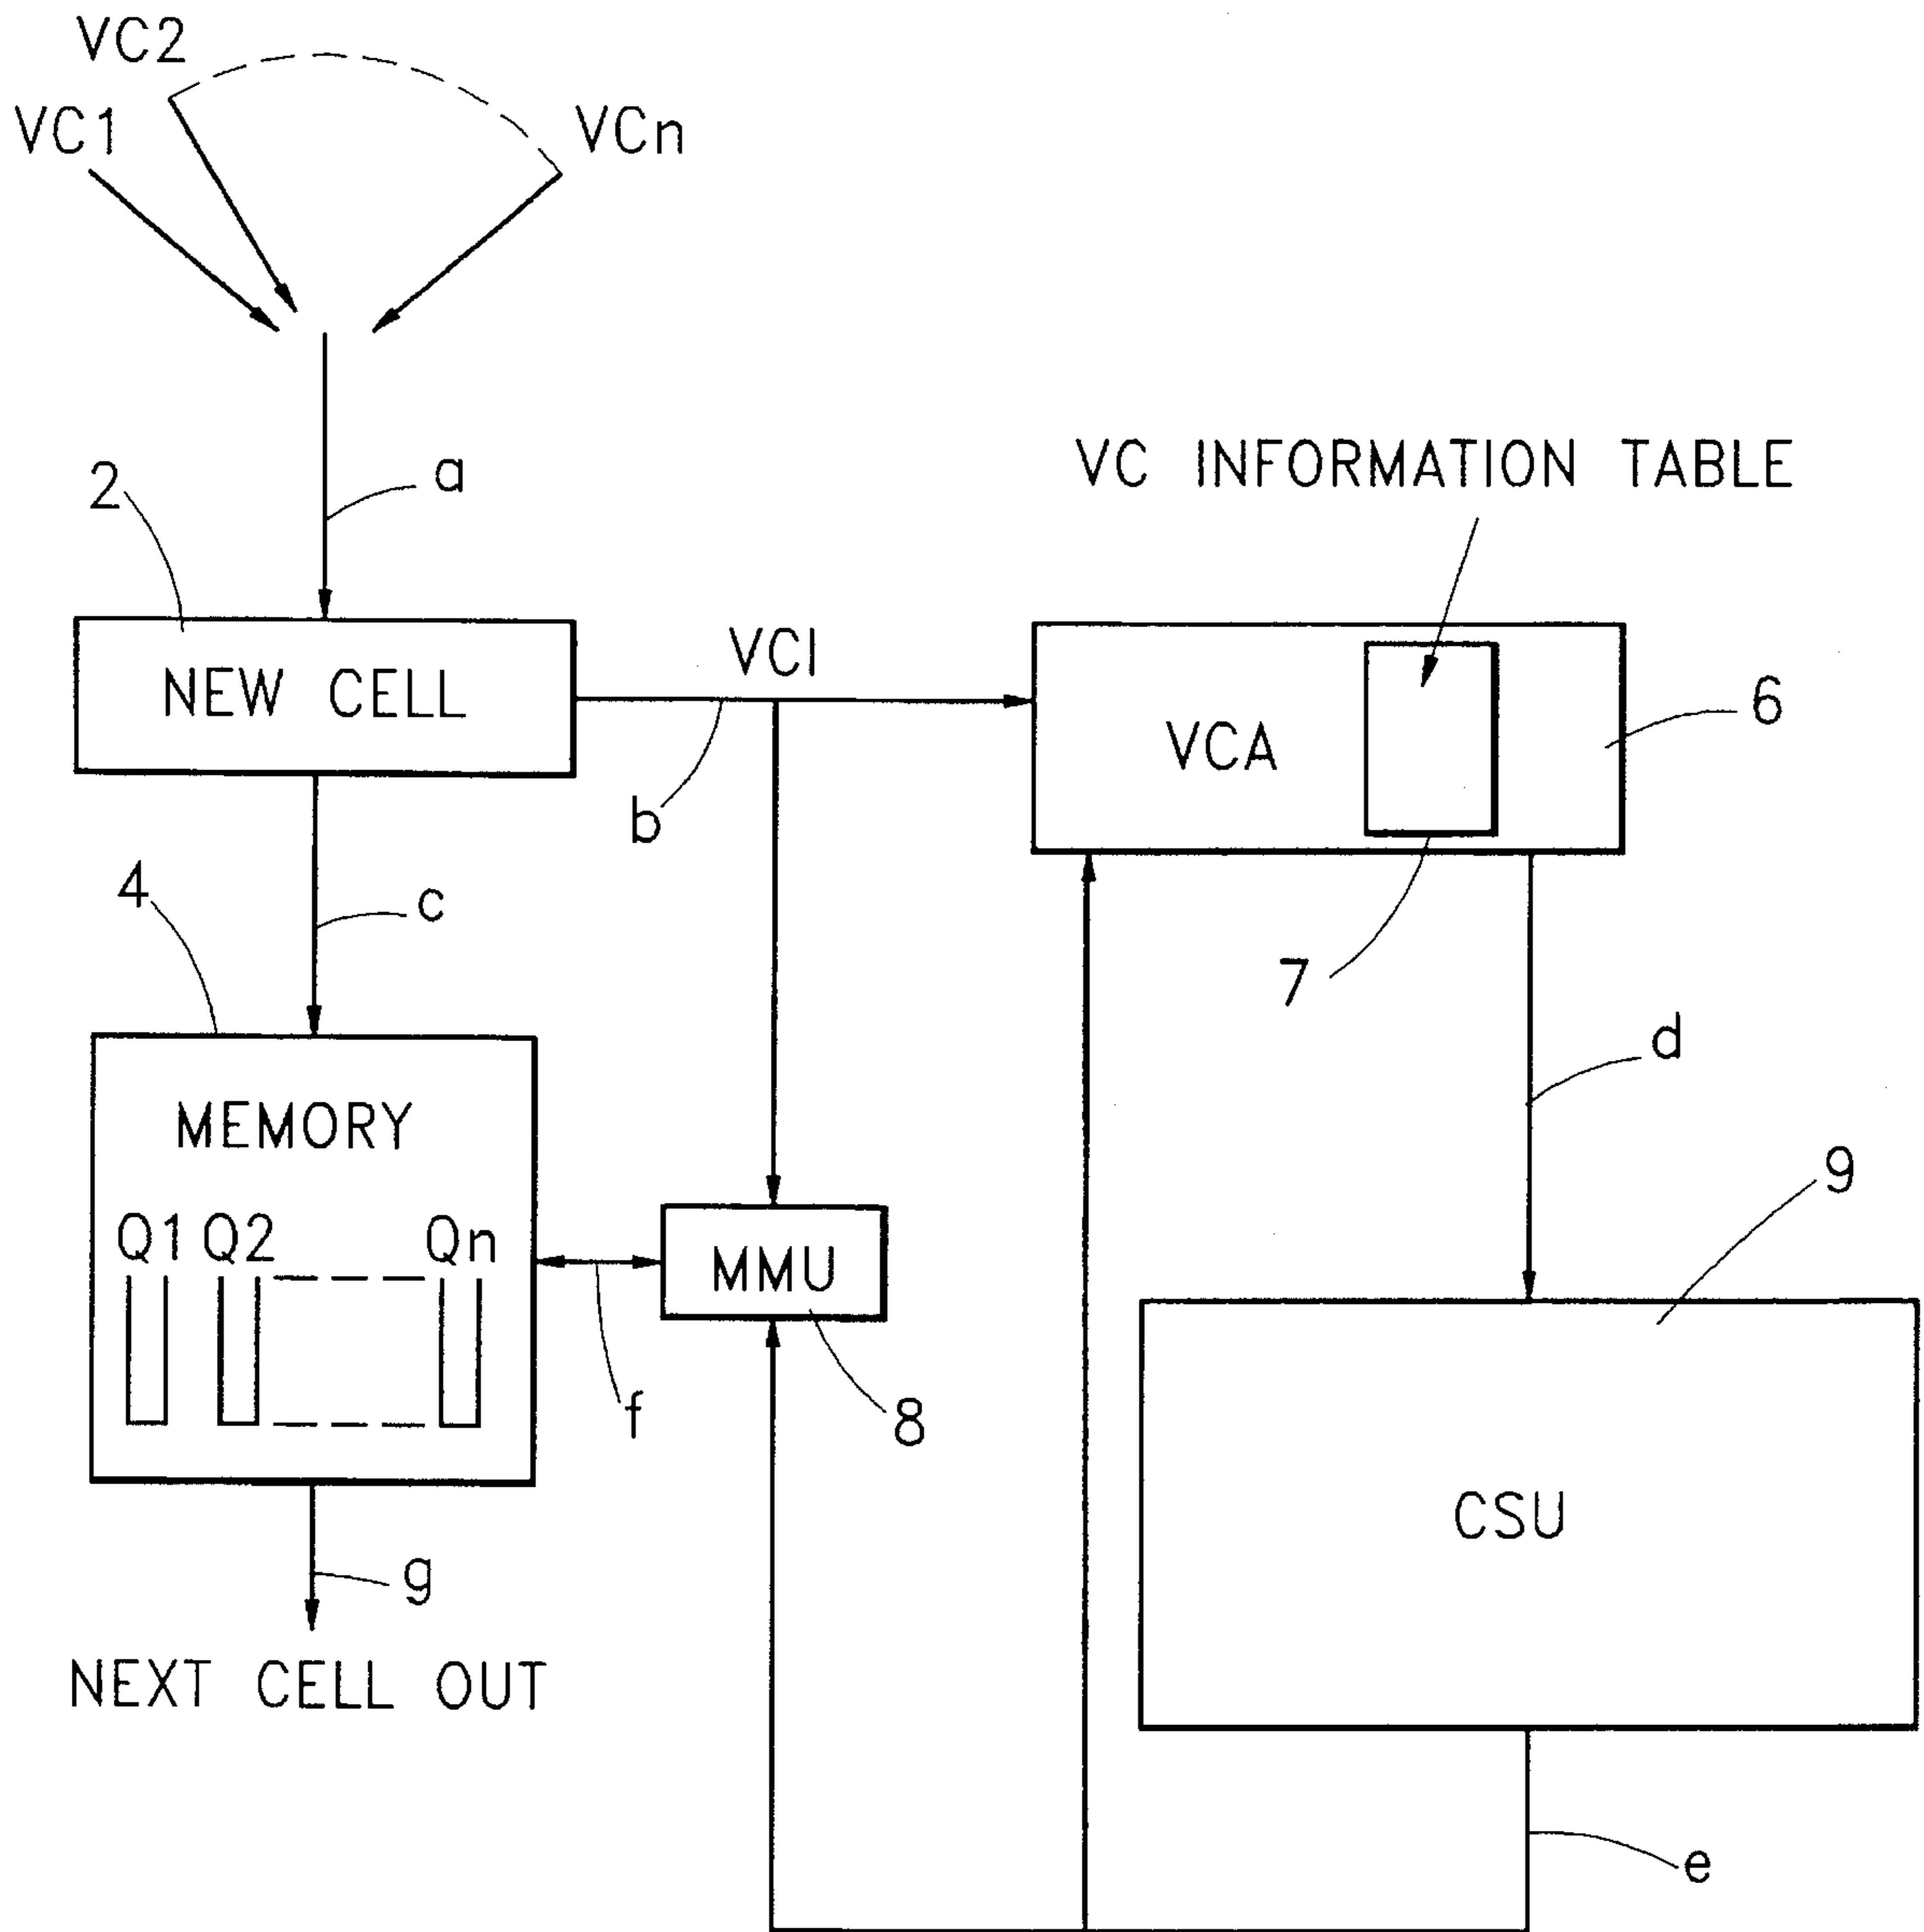 VC2
VC1
VCn
a
2
VC INFORMATION TABLE
NEW CELL
VCI
b
VCA
6
7
4
c
d
MEMORY
Q1 Q2 Qn
MMU
f
8
9
CSU
g
NEXT CELL OUT
e